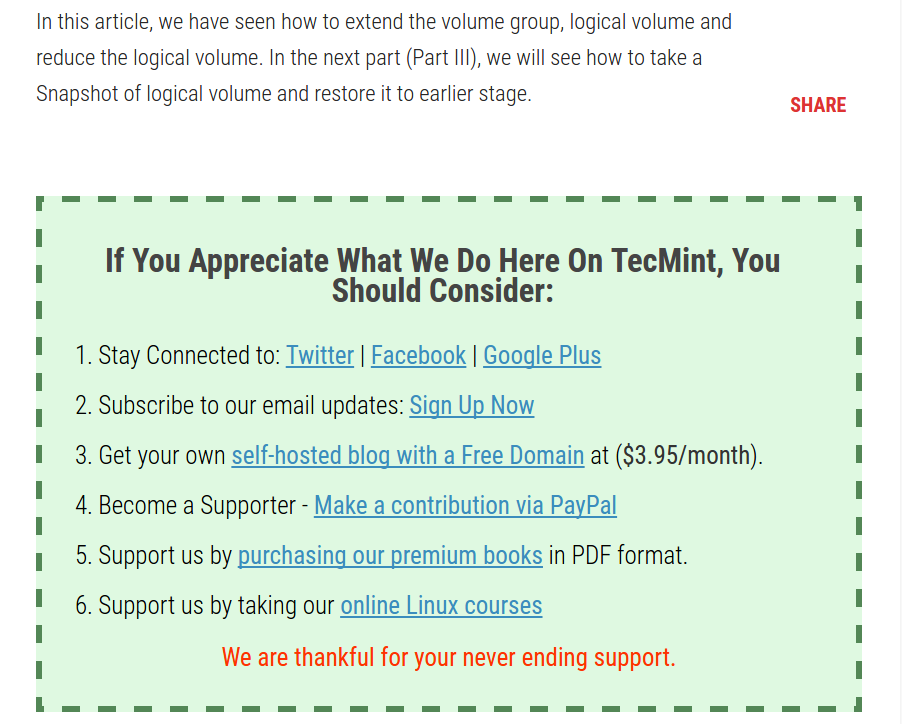 In this article, we have seen how to extend the volume group, logical volume and
reduce the logical volume. In the next part (Part III), we will see how to take a
Snapshot of logical volume and restore it to earlier stage.
SHARE
If You Appreciate What We Do Here On TecMint, You
Should Consider:
1. Stay Connected to: Twitter | Facebook | Google Plus
2. Subscribe to our email updates: Sign Up Now
3. Get your own self-hosted blog with a Free Domain at ($3.95/month).
4. Become a Supporter - Make a contribution via PayPal
5. Support us by purchasing our premium books in PDF format.
6. Support us by taking our online Linux courses
We are thankful for your never ending support.